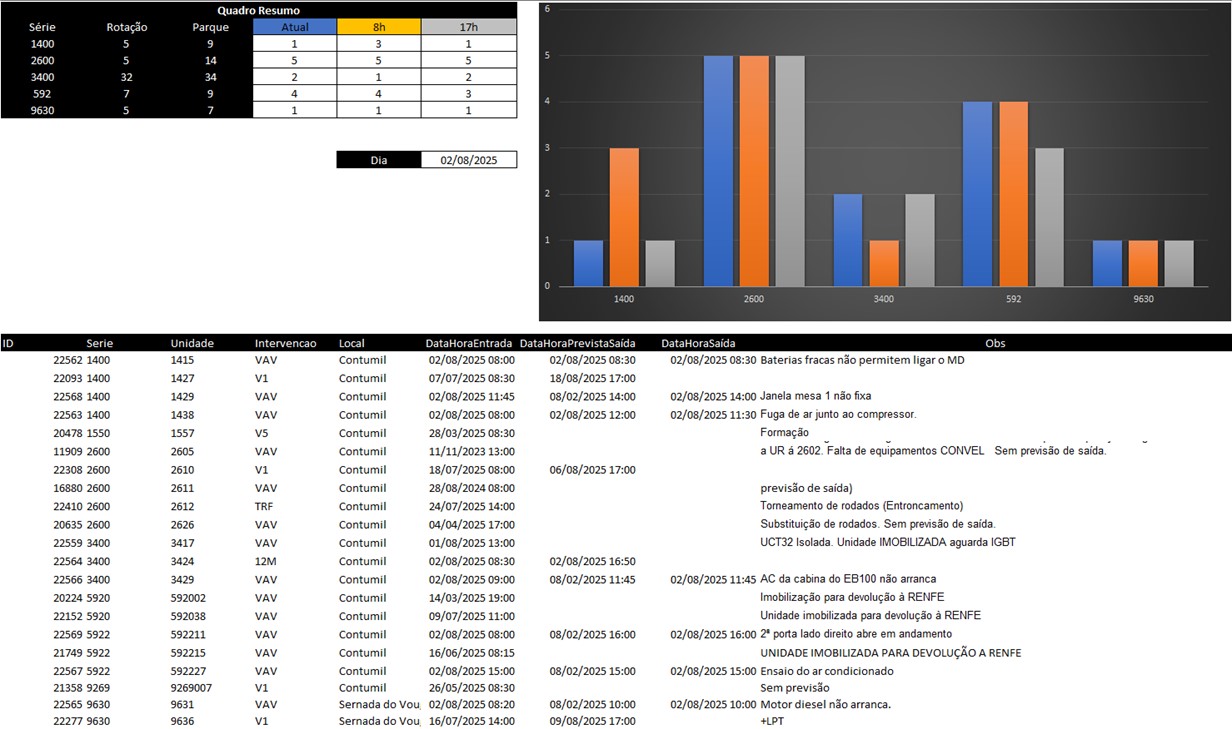 Quadro Resumo
Série Rotação Parque Atual 8h 17h
1400 5 9 1 3 1
2600 5 14 5 5 5
3400 32 34 2 1 2
592 7 9 4 4 3
9630 5 7 1 1 1
Dia 02/08/2025
6
5
4
3
2
1
0
1400 2600 3400 592 9630
ID Serie Unidade Intervencao Local DataHoraEntrada DataHoraPrevistaSaída DataHoraSaída Obs
22562 1400 1415 VAV Contumil 02/08/2025 08:00 02/08/2025 08:30 02/08/2025 08:30 Baterias fracas não permitem ligar o MD
22093 1400 1427 V1 Contumil 07/07/2025 08:30 18/08/2025 17:00
22568 1400 1429 VAV Contumil 02/08/2025 11:45 08/02/2025 14:00 02/08/2025 14:00 Janela mesa 1 não fixa
22563 1400 1438 VAV Contumil 02/08/2025 08:00 02/08/2025 12:00 02/08/2025 11:30 Fuga de ar junto ao compressor.
20478 1550 1557 V5 Contumil 28/03/2025 08:30 Formação
11909 2600 2605 VAV Contumil 11/11/2023 13:00 a UR á 2602. Falta de equipamentos CONVEL Sem previsão de saída.
22308 2600 2610 V1 Contumil 18/07/2025 08:00 06/08/2025 17:00
16880 2600 2611 VAV Contumil 28/08/2024 08:00 previsão de saída)
22410 2600 2612 TRF Contumil 24/07/2025 14:00 Torneamento de rodados (Entroncamento)
20635 2600 2626 VAV Contumil 04/04/2025 17:00 Substituição de rodados. Sem previsão de saída.
22559 3400 3417 VAV Contumil 01/08/2025 13:00 UCT32 Isolada. Unidade IMOBILIZADA aguarda IGBT
22564 3400 3424 12M Contumil 02/08/2025 08:30 02/08/2025 16:50
22566 3400 3429 VAV Contumil 02/08/2025 09:00 08/02/2025 11:45 02/08/2025 11:45 AC da cabina do EB100 não arranca
20224 5920 592002 VAV Contumil 14/03/2025 19:00 Imobilização para devolução à RENFE
22152 5920 592038 VAV Contumil 09/07/2025 11:00 Unidade imobilizada para devolução à RENFE
22569 5922 592211 VAV Contumil 02/08/2025 08:00 08/02/2025 16:00 02/08/2025 16:00 2ª porta lado direito abre em andamento
21749 5922 592215 VAV Contumil 16/06/2025 08:15 UNIDADE IMOBILIZADA PARA DEVOLUÇÃO A RENFE
22567 5922 592227 VAV Contumil 02/08/2025 15:00 08/02/2025 15:00 02/08/2025 15:00 Ensaio do ar condicionado
21358 9269 9269007 V1 Contumil 26/05/2025 08:30 Sem previsão
22565 9630 9631 VAV Sernada do Vou 02/08/2025 08:20 08/02/2025 10:00 02/08/2025 10:00 Motor diesel não arranca.
22277 9630 9636 V1 Sernada do Vou 16/07/2025 14:00 09/08/2025 17:00 +LPT